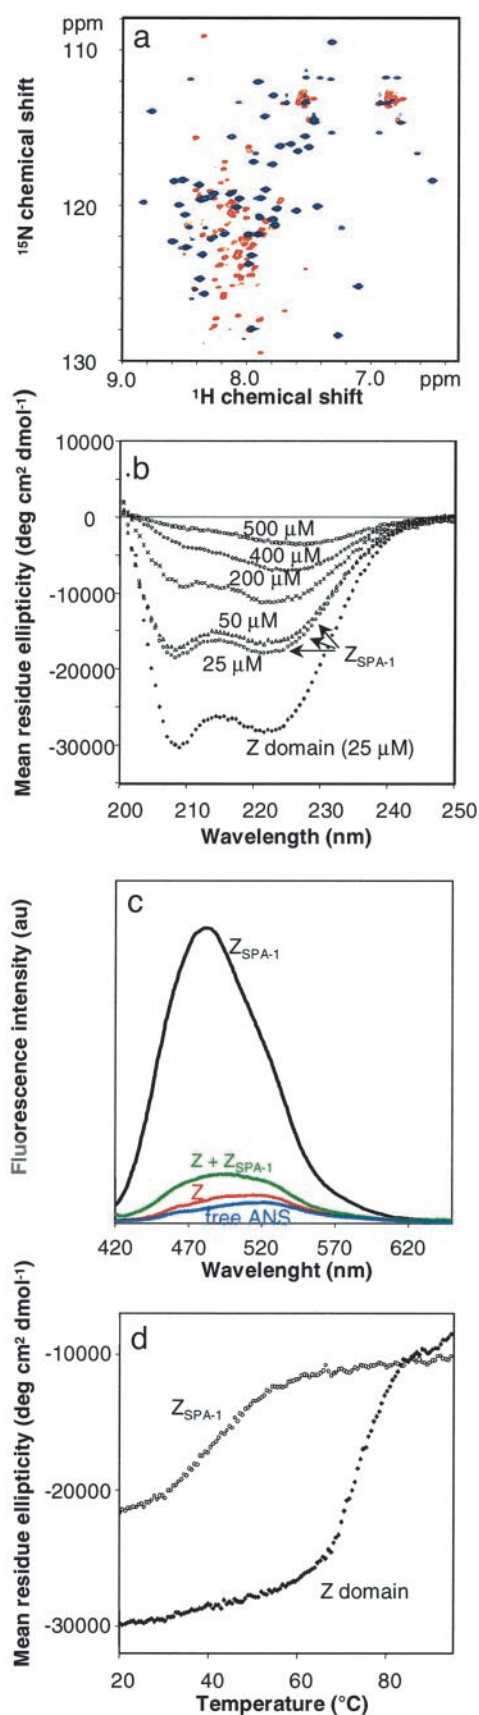 ppm
a
110
120
130
15N chemical shift
9.0 8.0 7.0 ppm
1H chemical shift
b
10000
0
-10000
-20000
-30000
Mean residue ellipticity (deg cm2 dmol-1)
500 μM
400 μM
200 μM
50 μM
25 μM
ZSPA-1
Z domain (25 μM)
200 210 220 230 240 250
Wavelength (nm)
c
Fluorescence intensity (au)
ZSPA-1
Z + ZSPA-1
Z
free ANS
420 470 520 570 620
Wavelenght (nm)
d
-10000
-20000
-30000
Mean residue ellipticity (deg cm2 dmol-1)
ZSPA-1
Z domain
20 40 60 80
Temperature (°C)